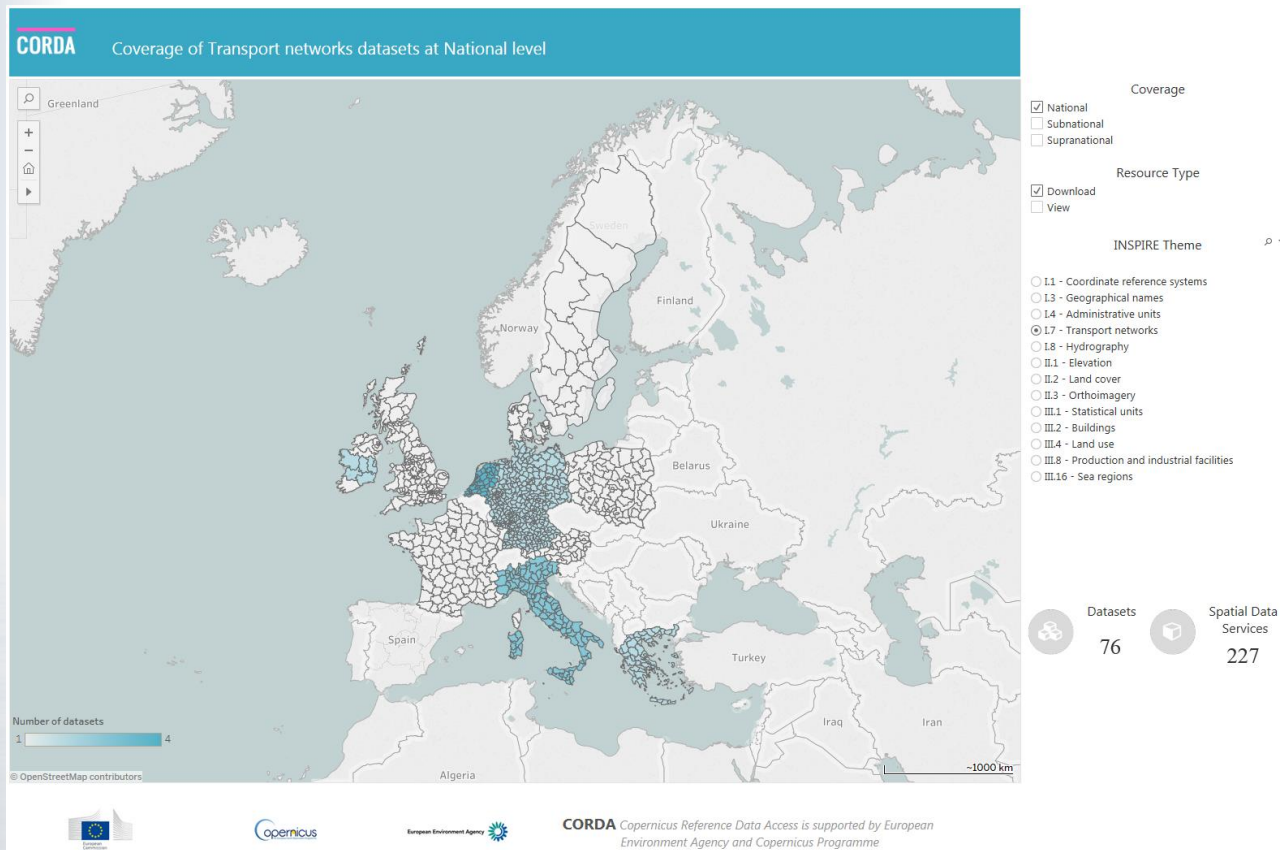 CORDA
Coverage of Transport networks datasets at National level
Greenland
Sweden
Finland
Norway
Belarus
Ukraine
Spain
Turkey
Iraq
Iran
Algeria
Number of datasets
1
4
© OpenStreetMap contributors
~1000 km
Coverage
National
Subnational
Supranational
Resource Type
Download
View
INSPIRE Theme
I.1 - Coordinate reference systems
I.3 - Geographical names
I.4 - Administrative units
I.7 - Transport networks
I.8 - Hydrography
II.1 - Elevation
II.2 - Land cover
II.3 - Orthoimagery
III.1 - Statistical units
III.2 - Buildings
III.4 - Land use
III.8 - Production and industrial facilities
III.16 - Sea regions
Datasets
76
Spatial Data
Services
227
European
Commission
opernicus
European Environment Agency
CORDA Copernicus Reference Data Access is supported by European
Environment Agency and Copernicus Programme